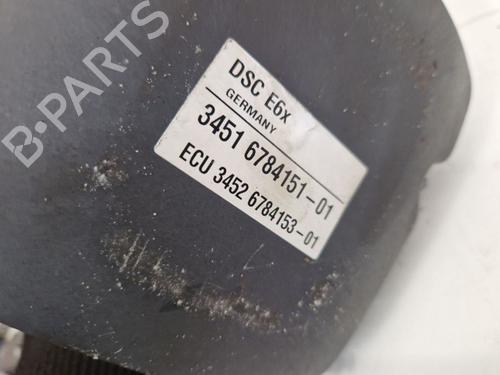 B-PARTS
DSC E6x
GERMANY
3451 6784151-01
ECU 3452 6784153-01